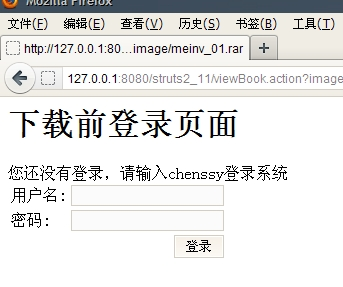 Mozilla Firefox
文件(F) 编辑(E) 查看(V) 历史(S) 书签(B) 工具(T)
http://127.0.0.1:80…image/meinv_01.rar
127.0.0.1:8080/struts2_11/viewBook.action?image
下载前登录页面
您还没有登录，请输入chenssy登录系统
用户名:
密码:
登录